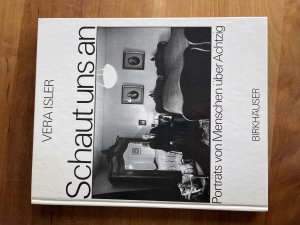 VERA ISLER
Schaut uns an
Porträts von Menschen über Achtzig
BIRKHÄUSER